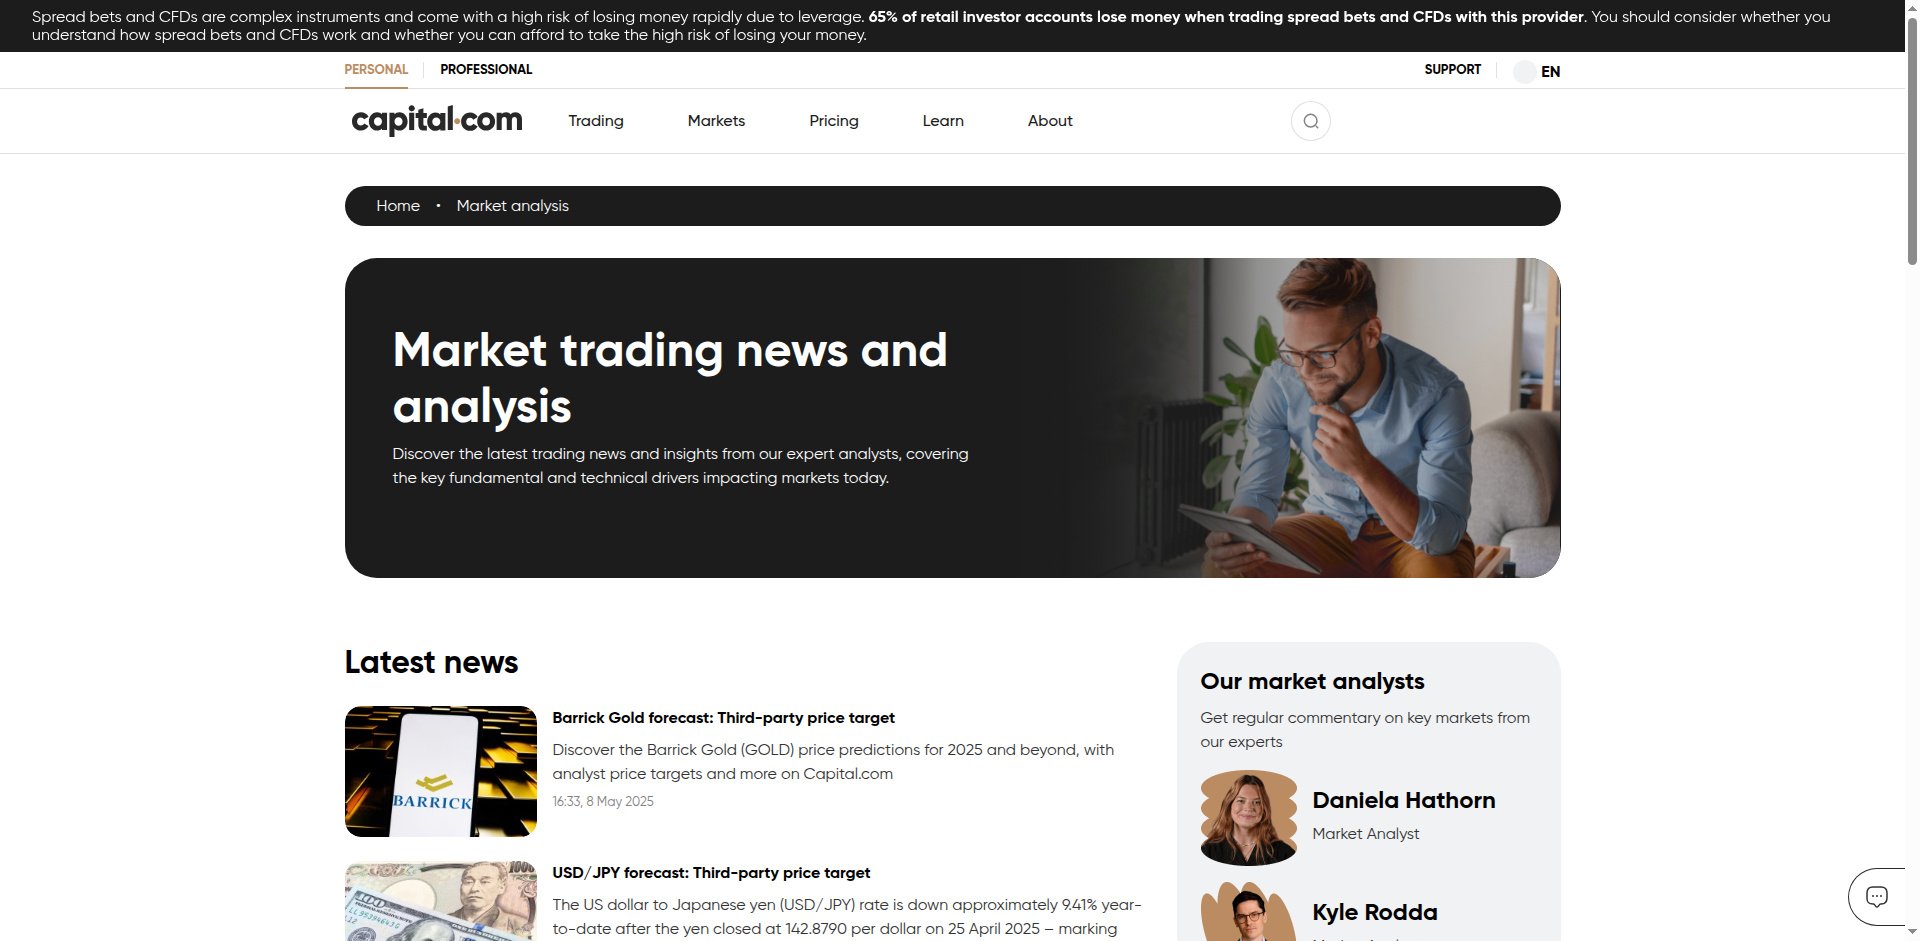 Spread bets and CFDs are complex instruments and come with a high risk of losing money rapidly due to leverage. 65% of retail investor accounts lose money when trading spread bets and CFDs with this provider. You should consider whether you
understand how spread bets and CFDs work and whether you can afford to take the high risk of losing your money.
PERSONAL PROFESSIONAL SUPPORT EN
capital.com Trading Markets Pricing Learn About
Home • Market analysis
Market trading news and
analysis
Discover the latest trading news and insights from our expert analysts, covering
the key fundamental and technical drivers impacting markets today.
Latest news
Barrick Gold forecast: Third-party price target
Discover the Barrick Gold (GOLD) price predictions for 2025 and beyond, with
analyst price targets and more on Capital.com
16:33, 8 May 2025
BARRICK
USD/JPY forecast: Third-party price target
The US dollar to Japanese yen (USD/JPY) rate is down approximately 9.41% year-
to-date after the yen closed at 142.8790 per dollar on 25 April 2025 – marking
Our market analysts
Get regular commentary on key markets from
our experts
Daniela Hathorn
Market Analyst
Kyle Rodda